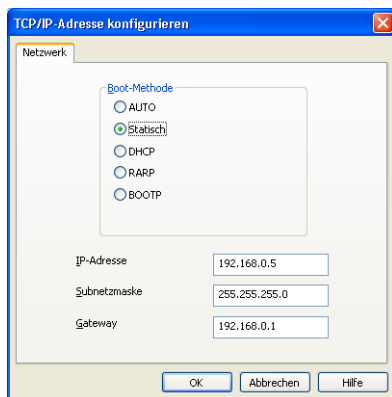 TCP/IP-Adresse konfigurieren
Netzwerk
Boot-Methode
AUTO
Statisch
DHCP
RARP
BOOTP
IP-Adresse 192.168.0.5
Subnetzmaske 255.255.255.0
Gateway 192.168.0.1
OK Abbrechen Hilfe